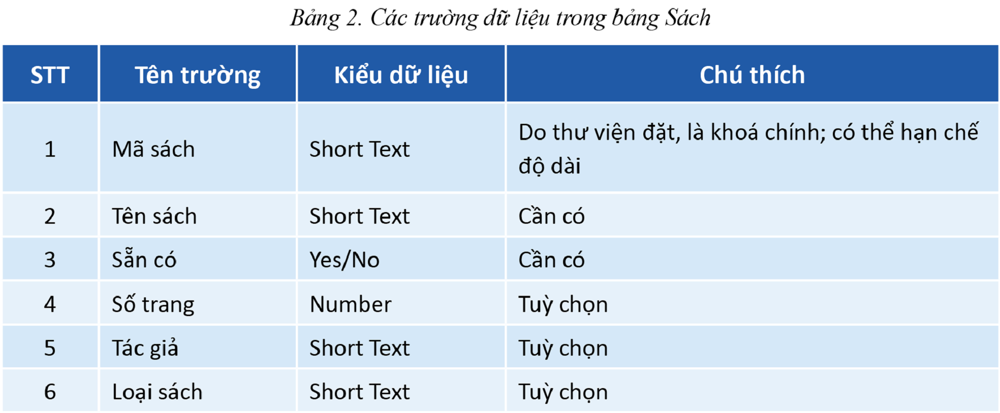 Bảng 2. Các trường dữ liệu trong bảng Sách
STT Tên trường Kiểu dữ liệu Chú thích
1 Mã sách Short Text Do thư viện đặt, là khoá chính; có thể hạn chế
độ dài
2 Tên sách Short Text Cần có
3 Sẵn có Yes/No Cần có
4 Số trang Number Tuỳ chọn
5 Tác giả Short Text Tuỳ chọn
6 Loại sách Short Text Tuỳ chọn